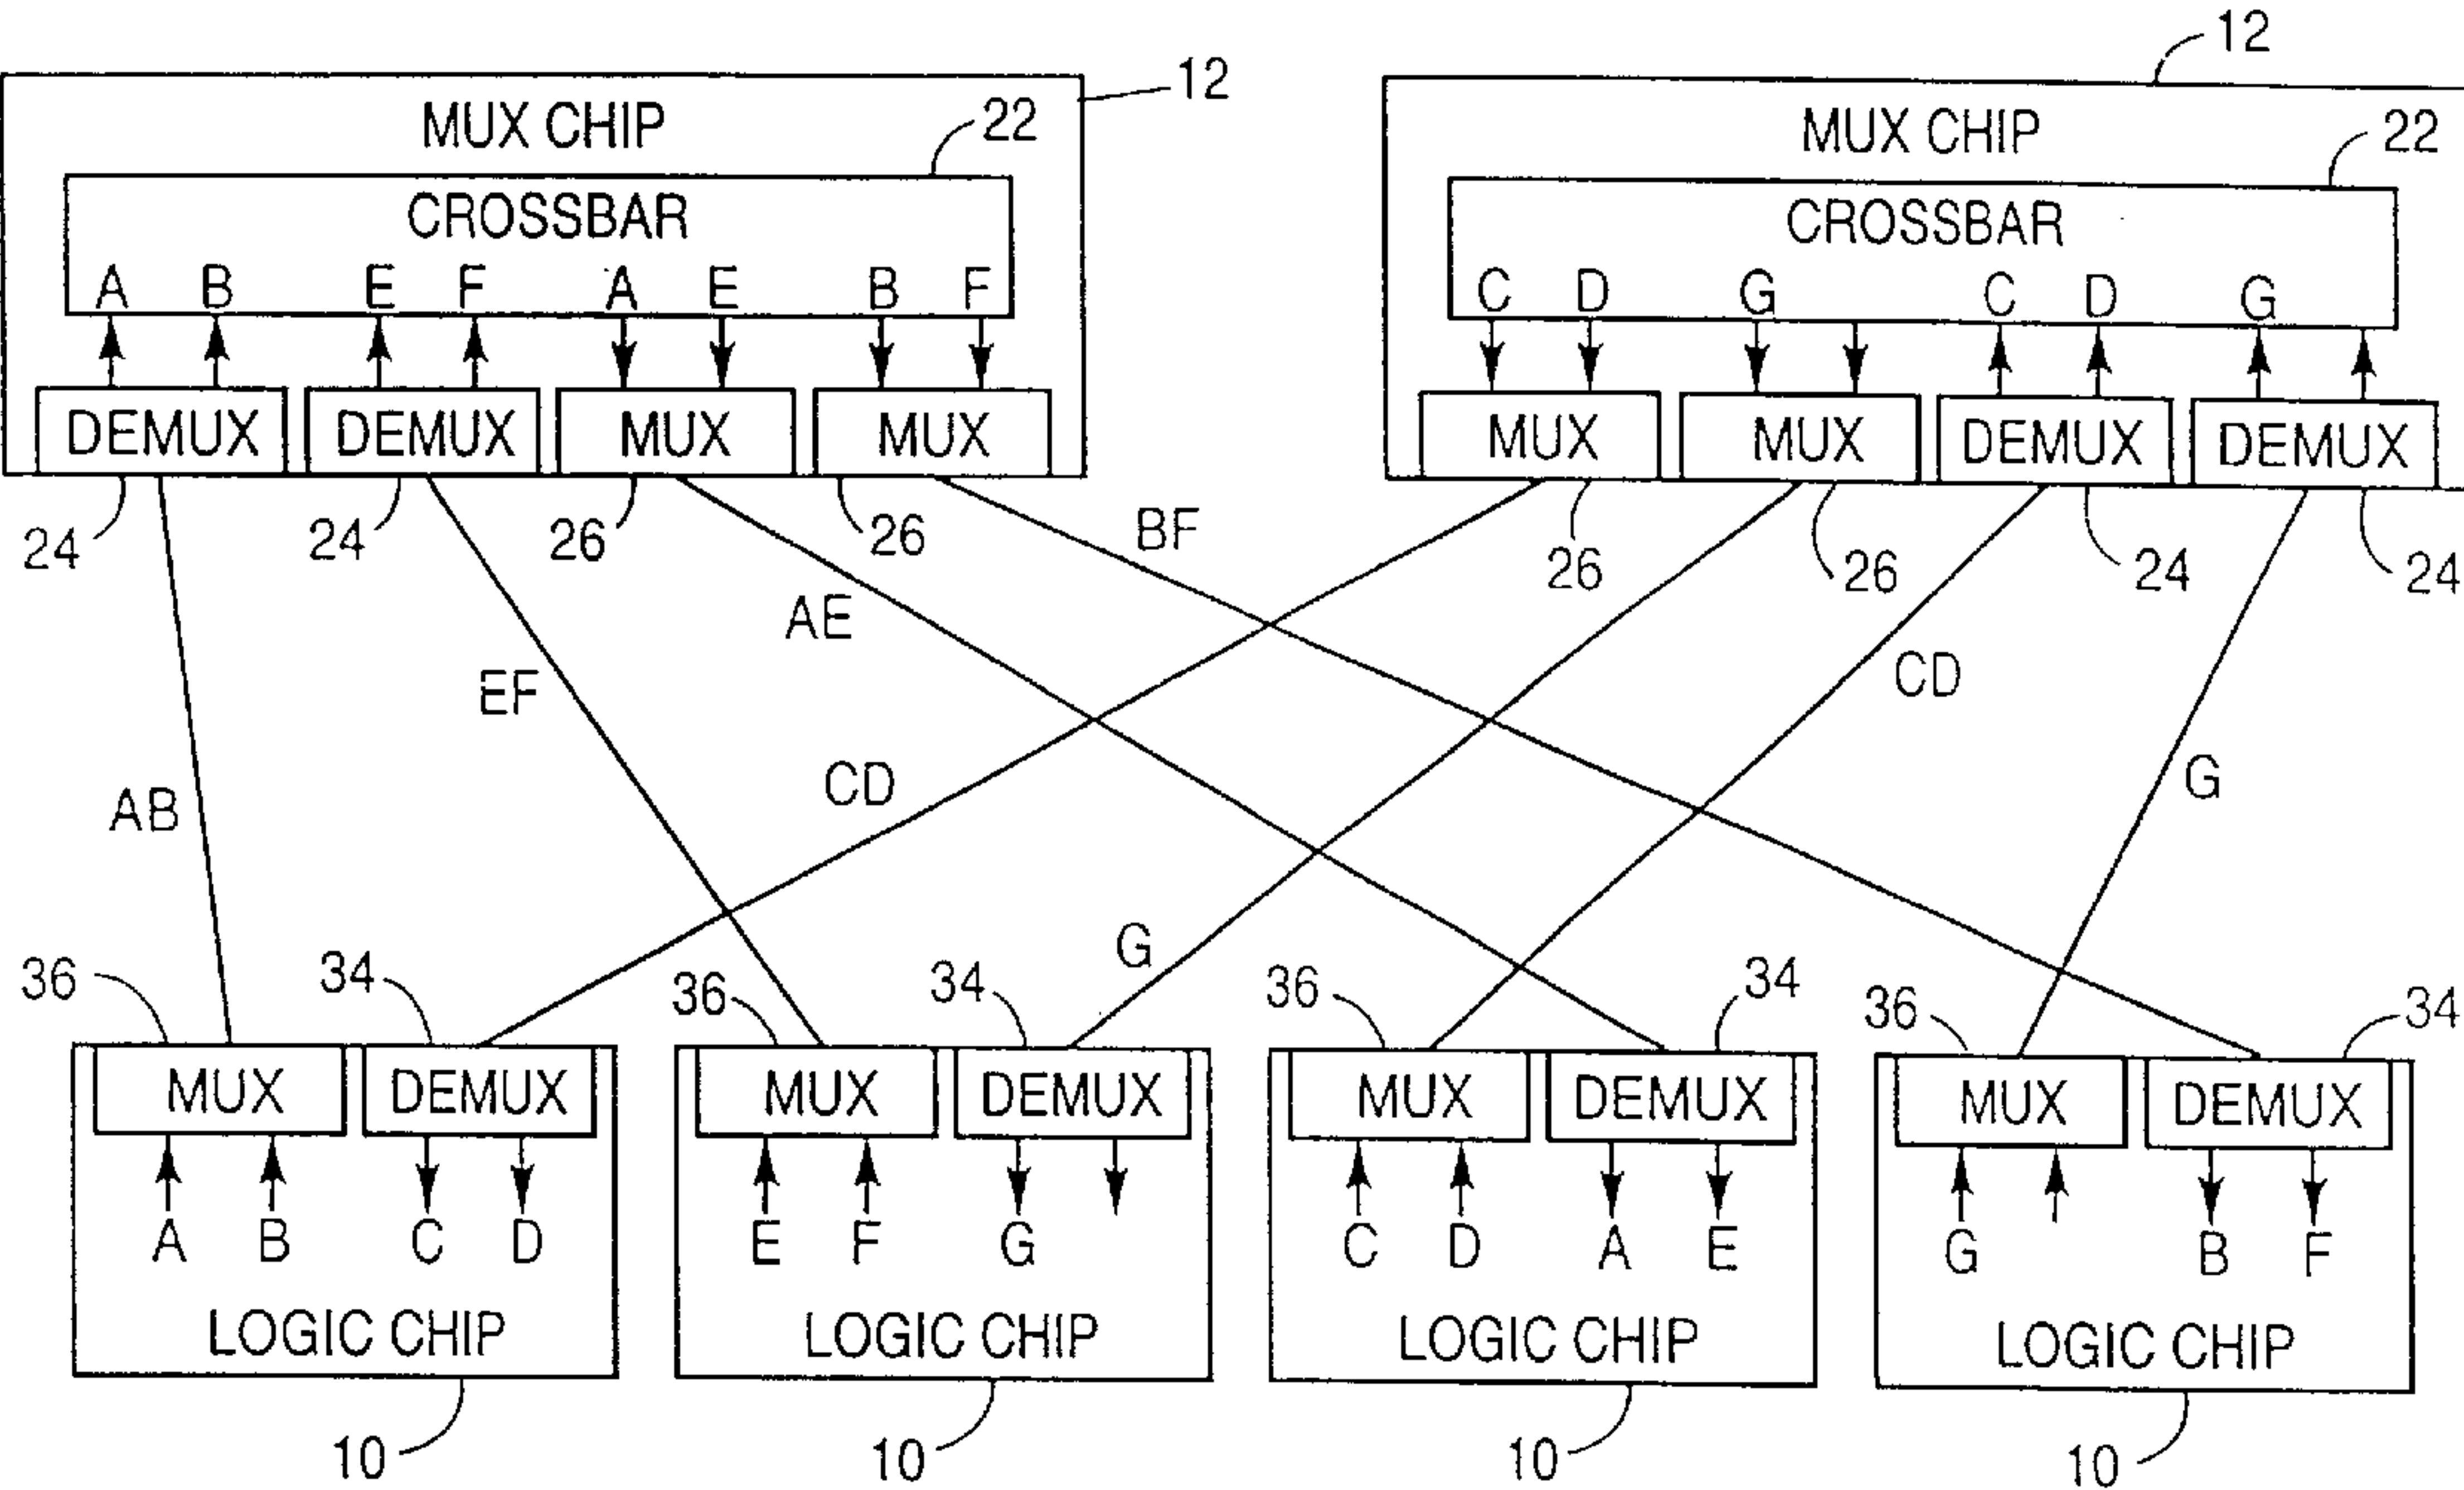 12
12
MUX CHIP
MUX CHIP
22
22
CROSSBAR
CROSSBAR
A B E F A E B F
C D G C D G
DEMUX DEMUX MUX MUX
MUX MUX DEMUX DEMUX
24 24 26 26
26 26 24 24
BF
AE
EF
CD
CD
G
AB
G
36 34 36 34 36 34 36 34
MUX DEMUX MUX DEMUX MUX DEMUX MUX DEMUX
A B C D E F G C D A E G B F
LOGIC CHIP LOGIC CHIP LOGIC CHIP LOGIC CHIP
10 10 10 10